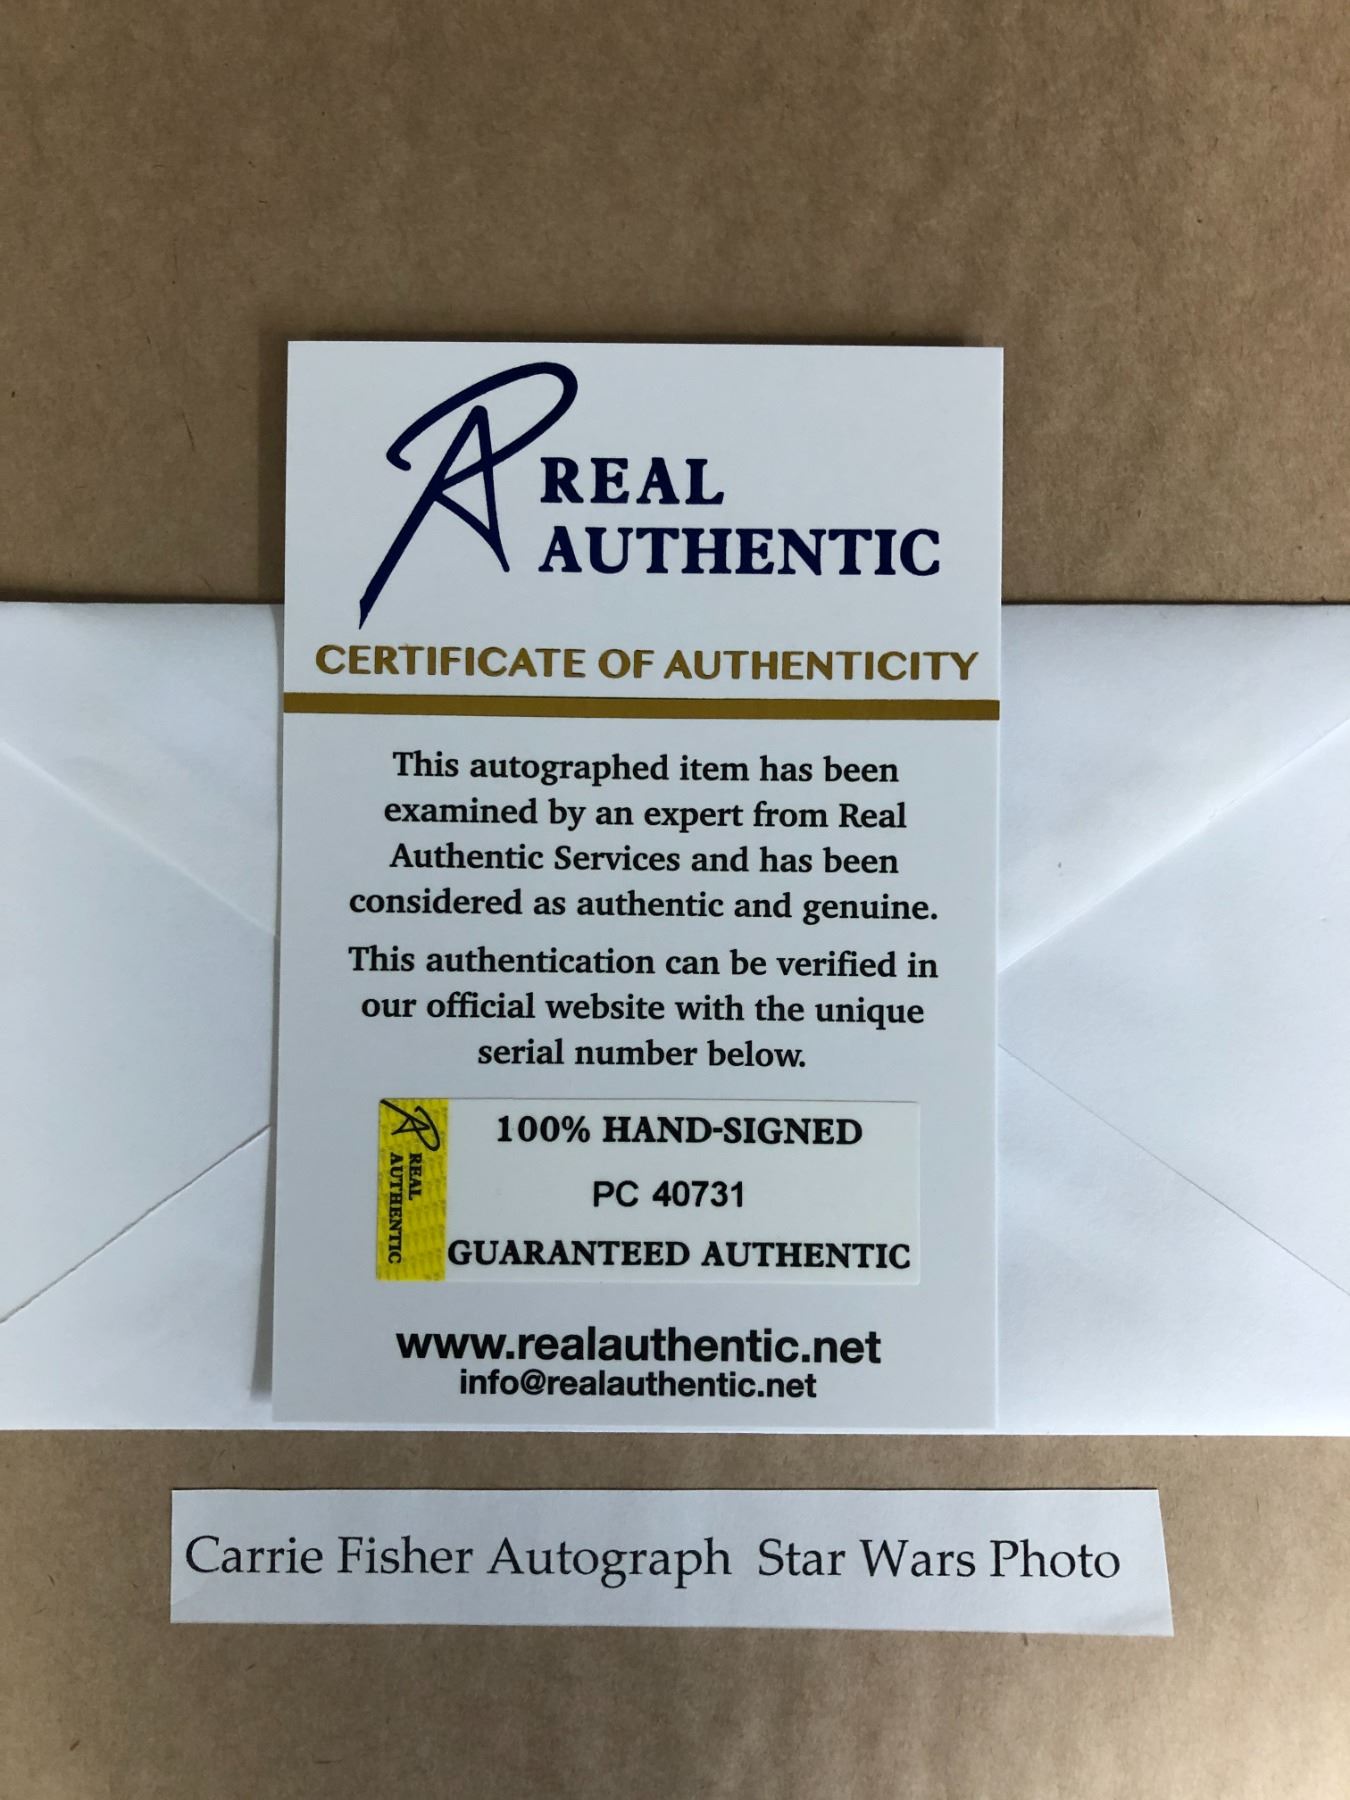 REAL
AUTHENTIC
CERTIFICATE OF AUTHENTICITY
This autographed item has been
examined by an expert from Real
Authentic Services and has been
considered as authentic and genuine.
This authentication can be verified in
our official website with the unique
serial number below.
REAL
AUTHENTIC
100% HAND-SIGNED
PC 40731
GUARANTEED AUTHENTIC
www.realauthentic.net
info@realauthentic.net
Carrie Fisher Autograph Star Wars Photo